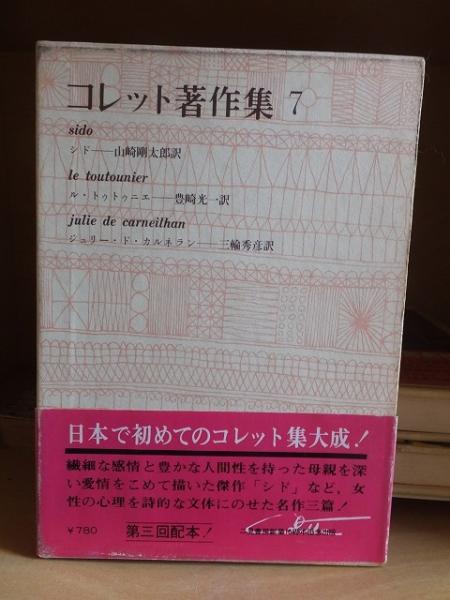 コレット著作集 7
sido
シド——山崎剛太郎訳
le toutounier
ル・トゥトゥニエ——豊崎光一訳
julie de carneilhan
ジュリー・ド・カルネラン——三輪秀彦訳
日本で初めてのコレット集大成！
繊細な感情と豊かな人間性を持った母親を深
い愛情をこめて描いた傑作「シド」など、女
性の心理を詩的な文体にのせた名作三篇！
￥780
第三回配本！